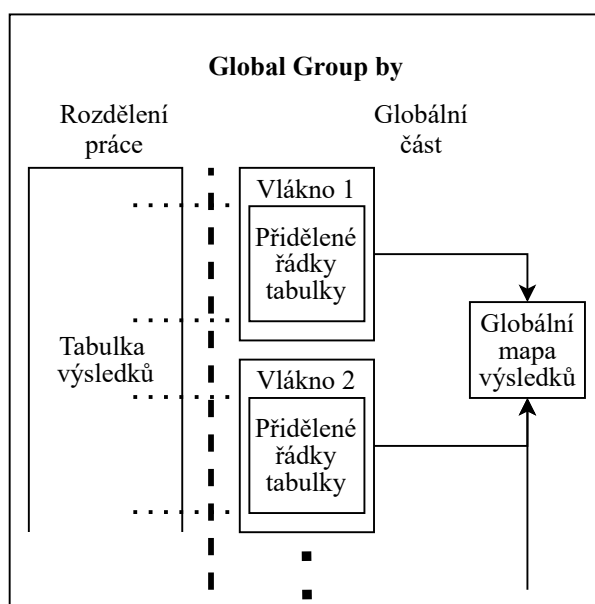 Global Group by
Rozdělení
práce
Globální
část
Vlákno 1
Přidělené
řádky
tabulky
Globální
mapa
výsledků
Tabulka
výsledků
Vlákno 2
Přidělené
řádky
tabulky